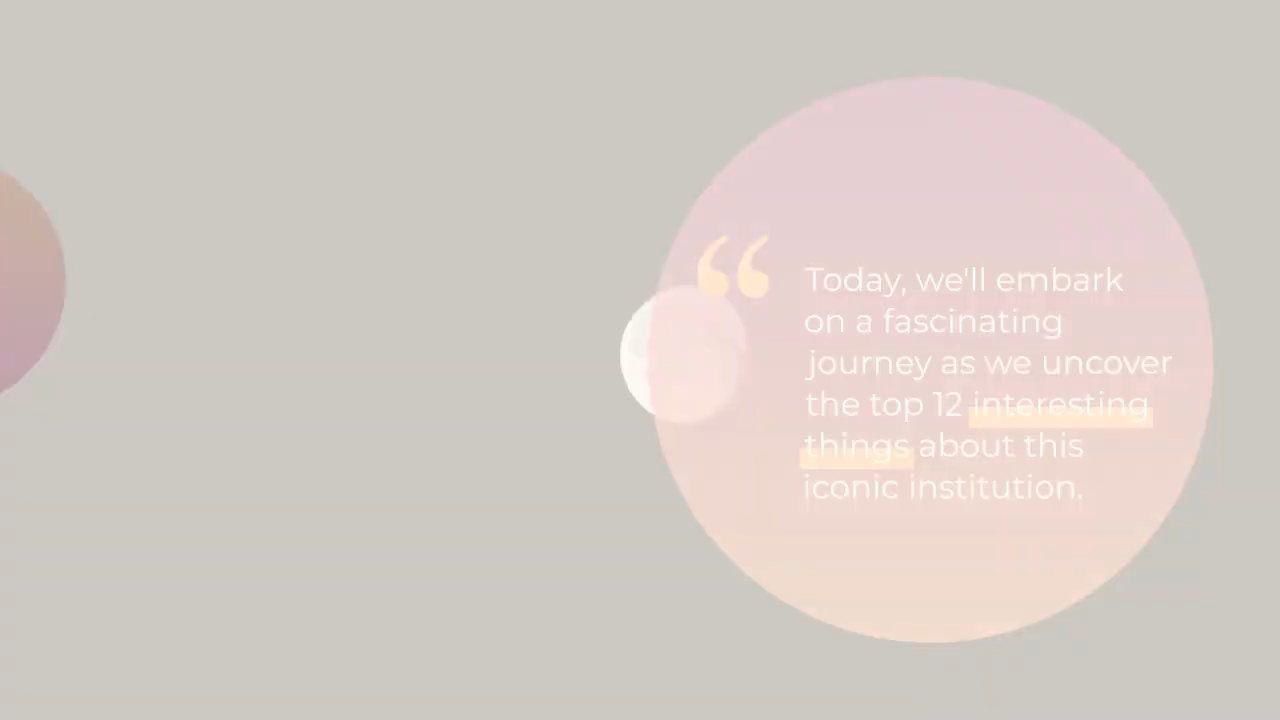 “
Today, we'll embark
on a fascinating
journey as we uncover
the top 12 interesting
things about this
iconic institution.